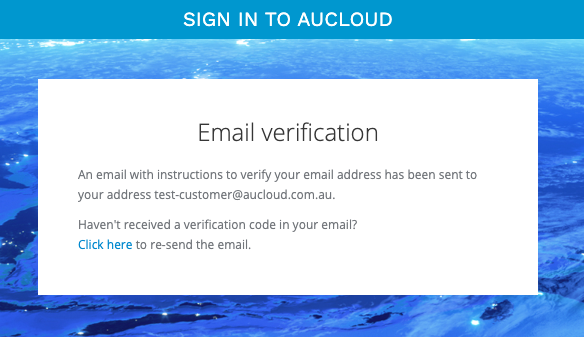 SIGN IN TO AUCLOUD
Email verification
An email with instructions to verify your email address has been sent to
your address test-customer@aucloud.com.au.
Haven't received a verification code in your email?
Click here to re-send the email.